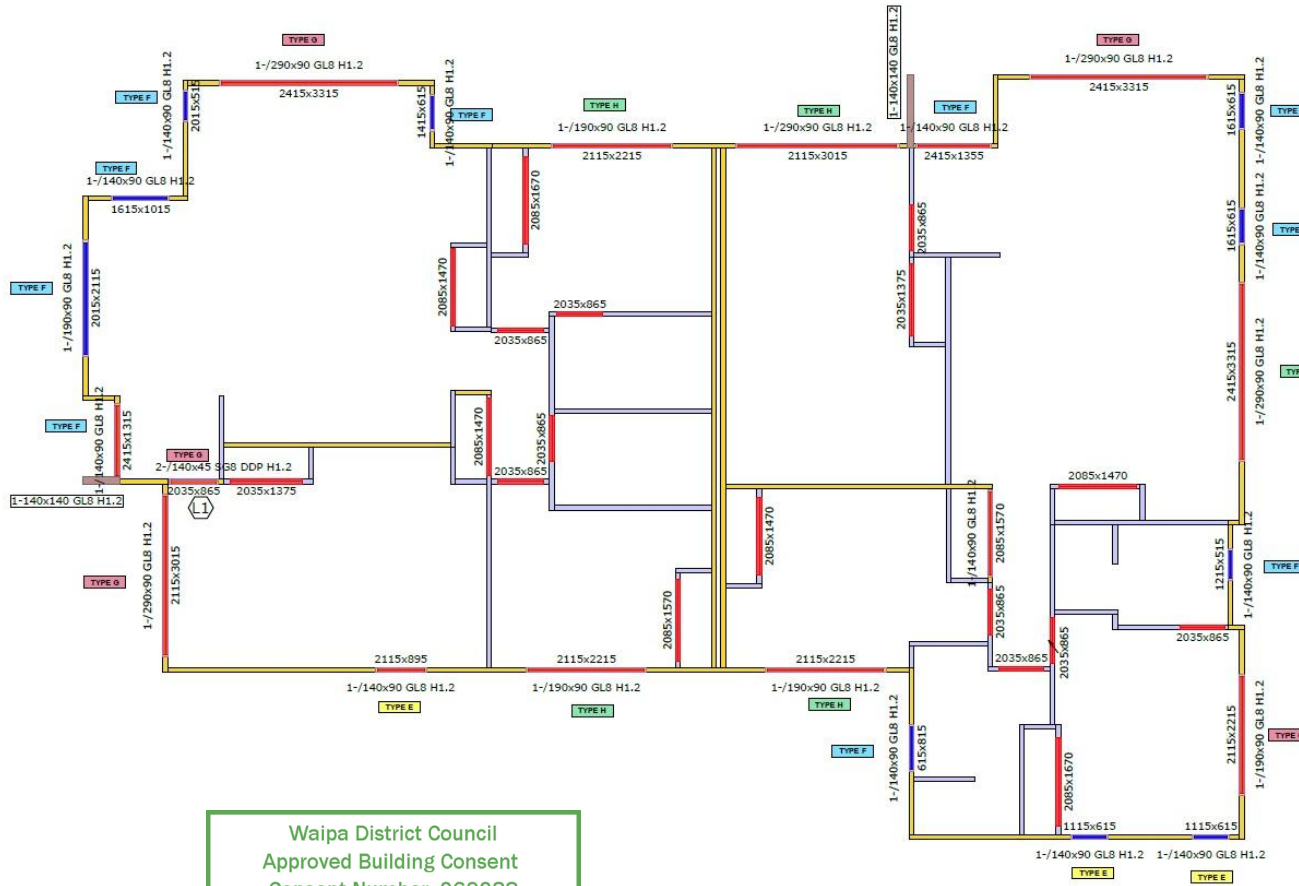 TYPE G
1-/290x90 GL8 H1.2
2415x3315
TYPE F
1-/140x90 GL8 H1.2
2015x515
1415x615
1-/140x90 GL8 H1.2
TYPE F
TYPE H
1-/190x90 GL8 H1.2
2115x2215
TYPE H
1-/290x90 GL8 H1.2
2115x3015
1-140x140 GL8 H1.2
TYPE F
1-/140x90 GL8 H1.2
2415x1355
TYPE G
1-/290x90 GL8 H1.2
2415x3315
1615x615
1-/140x90 GL8 H1.2
TYPE F
1-/140x90 GL8 H1.2
1615x1015
2085x1670
2035x865
1615x615
1-/140x90 GL8 H1.2
TYPE F
1-/190x90 GL8 H1.2
2015x2115
2085x1470
2035x865
2035x865
2035x1375
2415x3315
1-/290x90 GL8 H1.2
TYPE F
1-/140x90 GL8 H1.2
2415x1315
1-140x140 GL8 H1.2
TYPE G
2-/140x45 SG8 DDP H1.2
2035x865
2035x1375
L1
2085x1470
2035x865
2035x865
2085x1470
1-/140x90 GL8 H1.2
2085x1570
2035x865
2085x1470
1215x515
1-/140x90 GL8 H1.2
TYPE F
TYPE G
1-/290x90 GL8 H1.2
2115x3015
2115x895
1-/140x90 GL8 H1.2
TYPE E
2085x1570
2115x2215
1-/190x90 GL8 H1.2
TYPE H
2115x2215
1-/190x90 GL8 H1.2
TYPE H
2035x865
2035x865
2035x865
2115x2215
1-/190x90 GL8 H1.2
TYPE F
1-/140x90 GL8 H1.2
615x815
2085x1670
1115x615
1115x615
1-/140x90 GL8 H1.2
1-/140x90 GL8 H1.2
TYPE E
TYPE E
Waipa District Council
Approved Building Consent